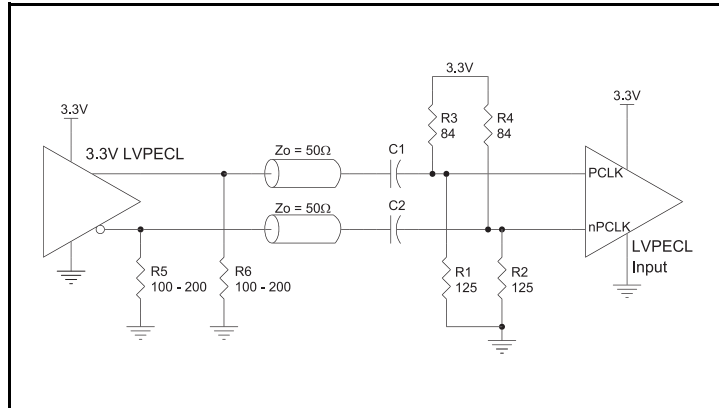 3.3V
3.3V
3.3V
3.3V LVPECL
R3
84
R4
84
Zo = 50Ω
C1
PCLK
Zo = 50Ω
C2
nPCLK
LVPECL
Input
R5
100 - 200
R6
100 - 200
R1
125
R2
125